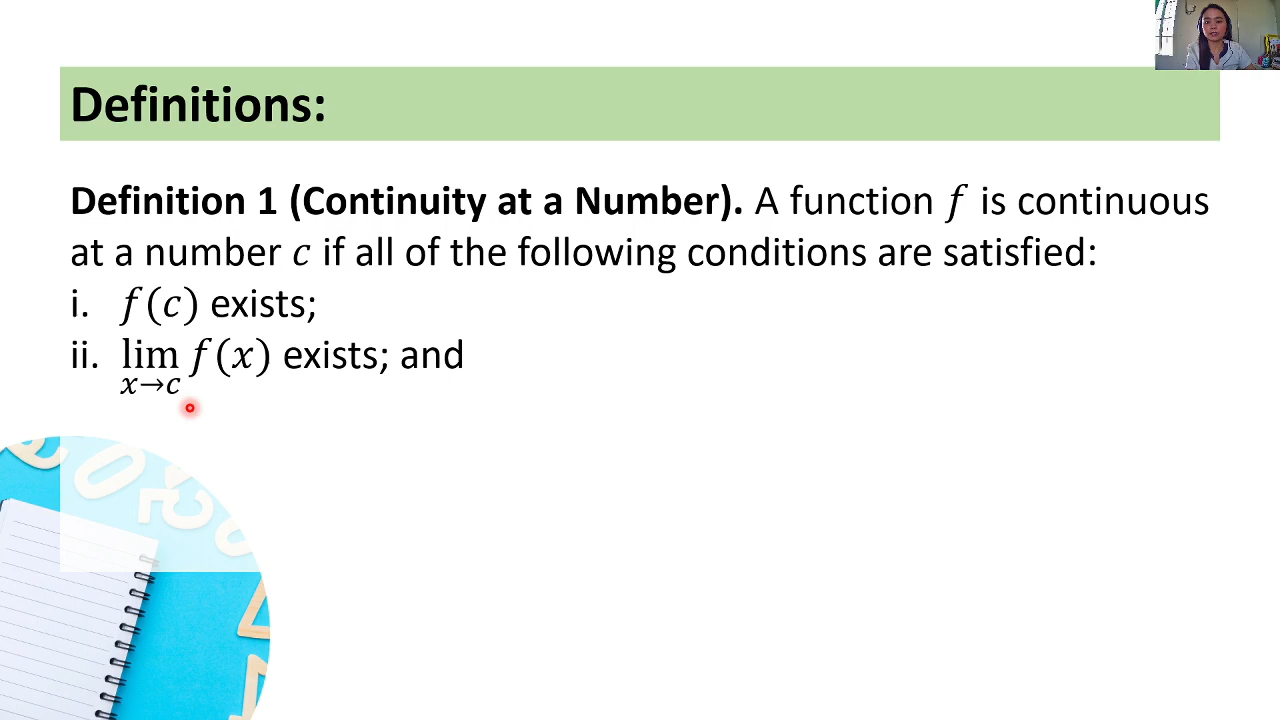 Definitions:
Definition 1 (Continuity at a Number). A function 𝑓 is continuous
at a number 𝑐 if all of the following conditions are satisfied:
i. 𝑓(𝑐) exists;
ii. lim 𝑓(𝑥) exists; and
𝑥→𝑐